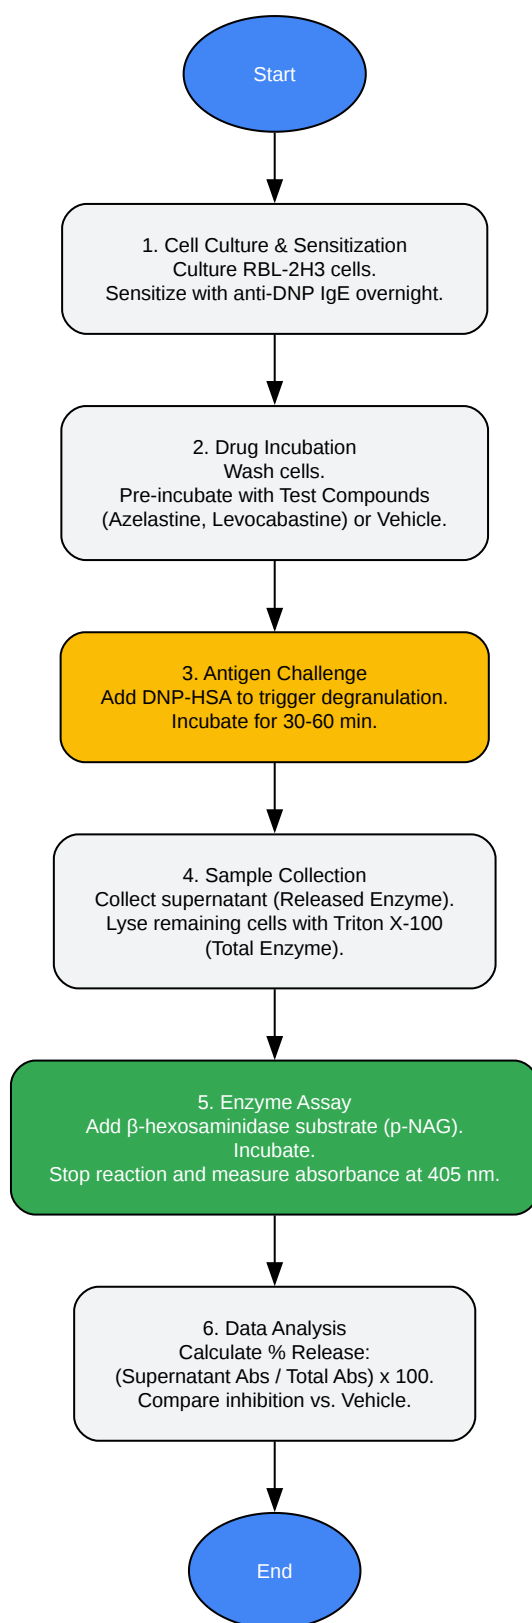 Start
1. Cell Culture & Sensitization
Culture RBL-2H3 cells.
Sensitize with anti-DNP IgE overnight.
2. Drug Incubation
Wash cells.
Pre-incubate with Test Compounds
(Azelastine, Levocabastine) or Vehicle.
3. Antigen Challenge
Add DNP-HSA to trigger degranulation.
Incubate for 30-60 min.
4. Sample Collection
Collect supernatant (Released Enzyme).
Lyse remaining cells with Triton X-100
(Total Enzyme).
5. Enzyme Assay
Add β-hexosaminidase substrate (p-NAG).
Incubate.
Stop reaction and measure absorbance at 405 nm.
6. Data Analysis
Calculate % Release:
(Supernatant Abs / Total Abs) x 100.
Compare inhibition vs. Vehicle.
End